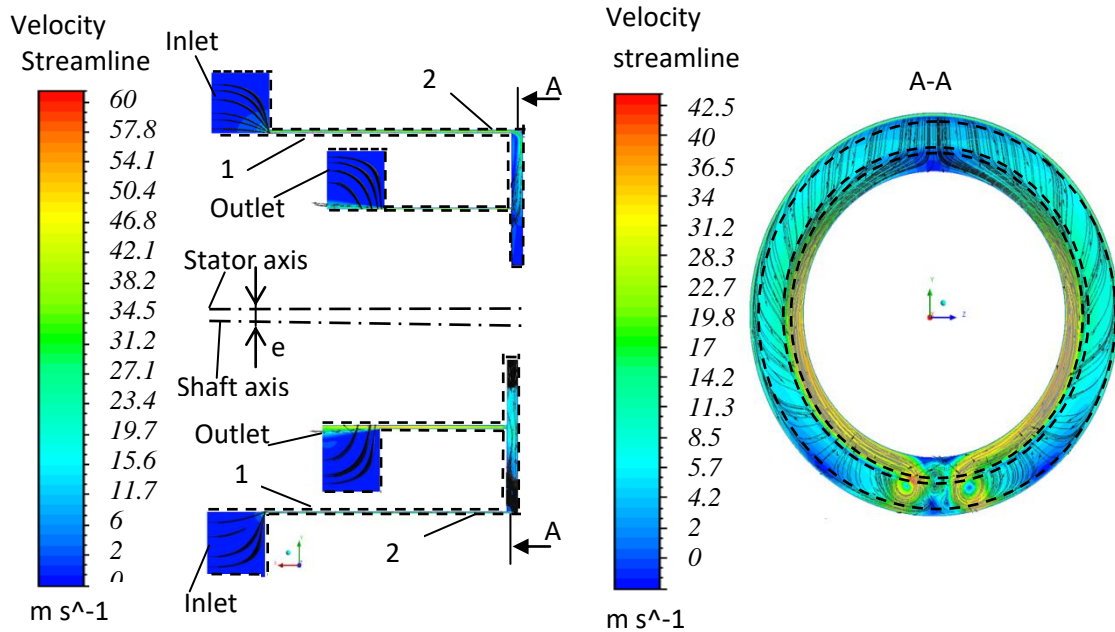 Velocity
Streamline
60
57.8
54.1
50.4
46.8
42.1
38.2
34.5
31.2
27.1
23.4
19.7
15.6
11.7
6
2
0
m s^-1
Inlet
2
A
1
Outlet
Stator axis
e
Shaft axis
Outlet
1
2
A
Inlet
Velocity
streamline
A-A
42.5
40
36.5
34
31.2
28.3
22.7
19.8
17
14.2
11.3
8.5
5.7
4.2
2
0
m s^-1